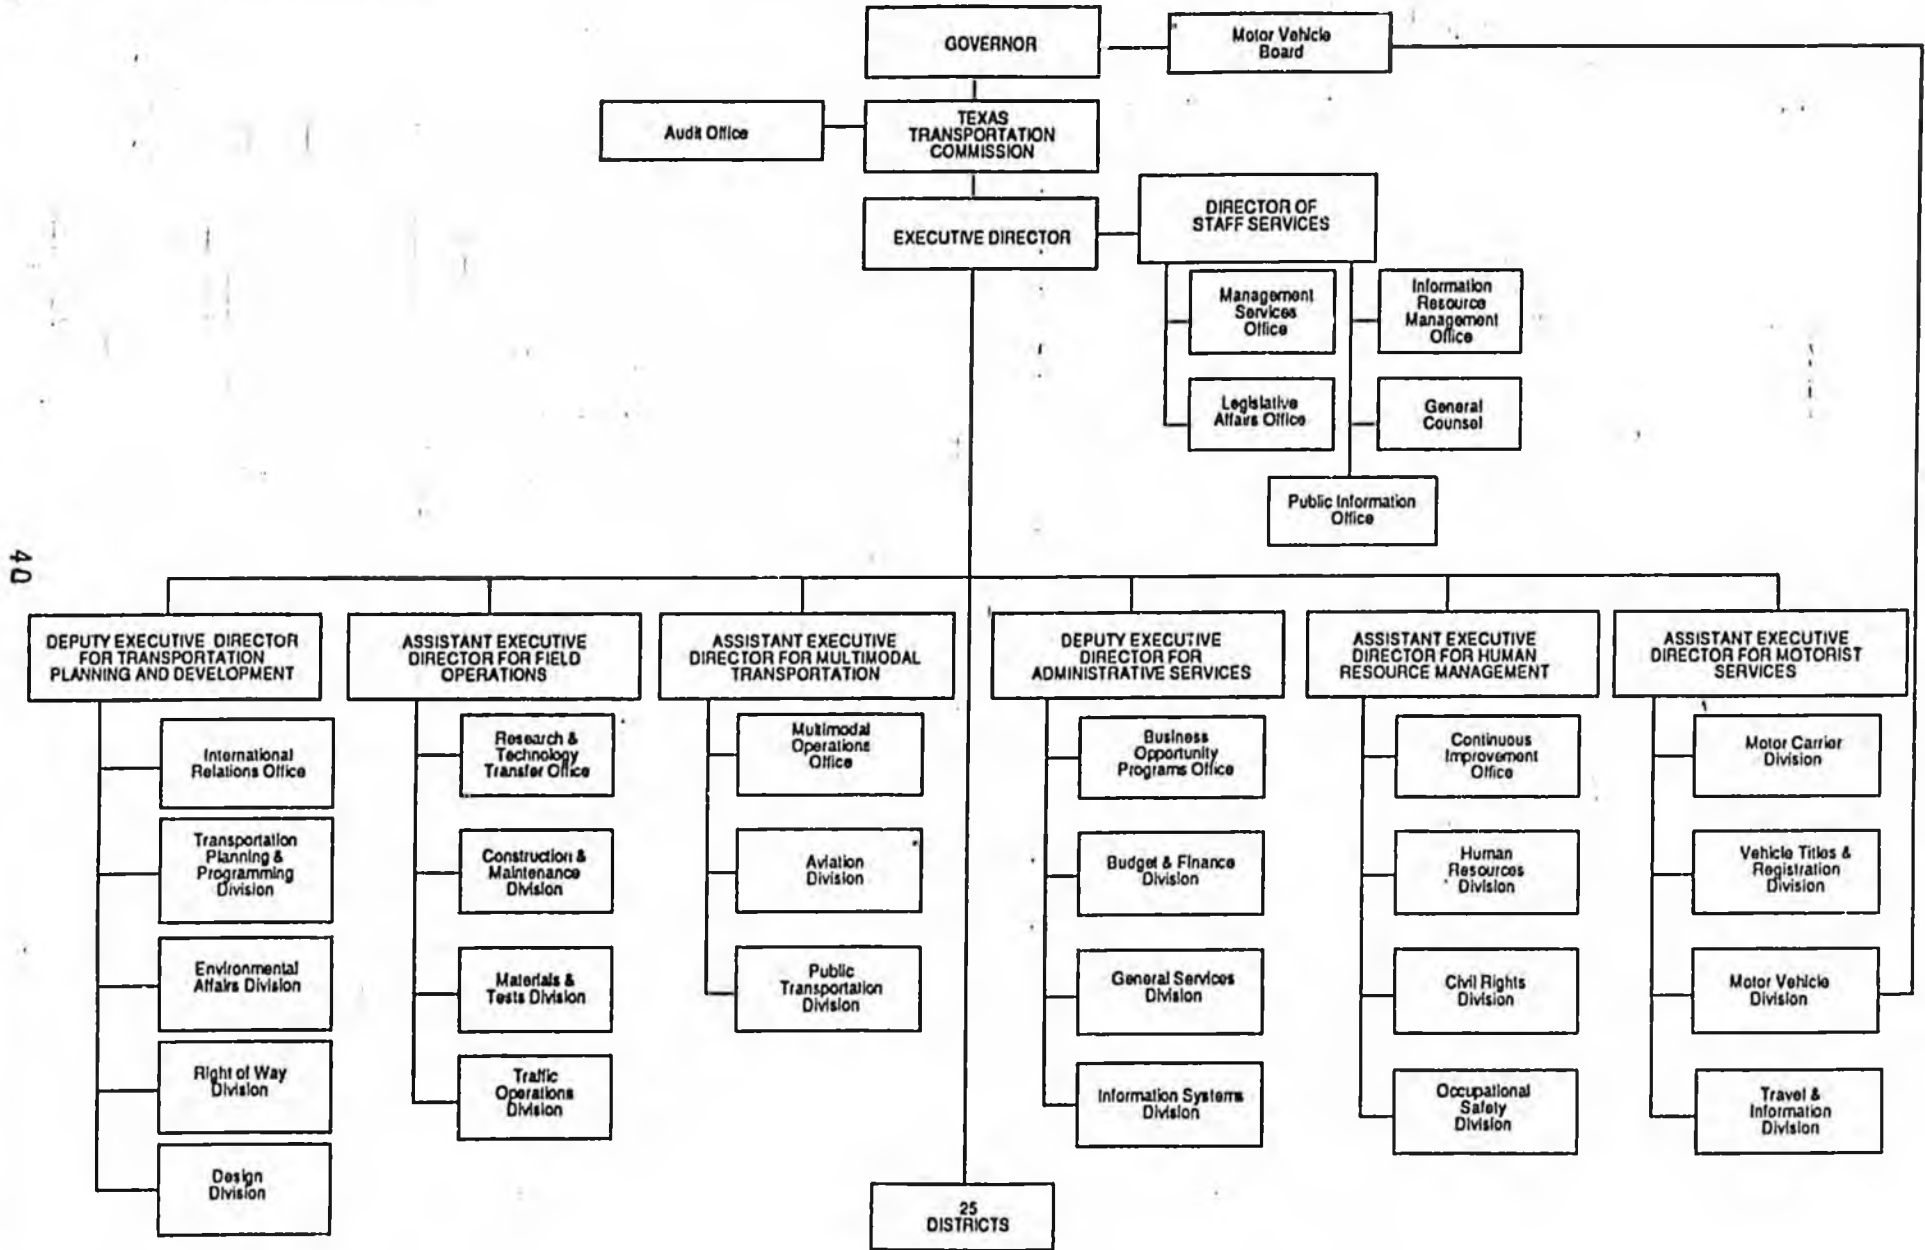 GOVERNOR
Motor Vehicle
Board
Audit Office
TEXAS
TRANSPORTATION
COMMISSION
EXECUTIVE DIRECTOR
DIRECTOR OF
STAFF SERVICES
Management
Services
Office
Information
Resource
Management
Office
Legislative
Affairs Office
General
Counsel
Public Information
Office
40
DEPUTY EXECUTIVE DIRECTOR
FOR TRANSPORTATION
PLANNING AND DEVELOPMENT
International
Relations Office
Transportation
Planning &
Programming
Division
Environmental
Affairs Division
Right of Way
Division
Design
Division
ASSISTANT EXECUTIVE
DIRECTOR FOR FIELD
OPERATIONS
Research &
Technology
Transfer Office
Construction &
Maintenance
Division
Materials &
Tests Division
Traffic
Operations
Division
ASSISTANT EXECUTIVE
DIRECTOR FOR MULTIMODAL
TRANSPORTATION
Multimodal
Operations
Office
Aviation
Division
Public
Transportation
Division
DEPUTY EXECUTIVE
DIRECTOR FOR
ADMINISTRATIVE SERVICES
Business
Opportunity
Programs Office
Budget & Finance
Division
General Services
Division
Information Systems
Division
ASSISTANT EXECUTIVE
DIRECTOR FOR HUMAN
RESOURCE MANAGEMENT
Continuous
Improvement
Office
Human
Resources
Division
Civil Rights
Division
Occupational
Safety
Division
ASSISTANT EXECUTIVE
DIRECTOR FOR MOTORIST
SERVICES
Motor Carrier
Division
Vehicle Titles &
Registration
Division
Motor Vehicle
Division
Travel &
Information
Division
25
DISTRICTS